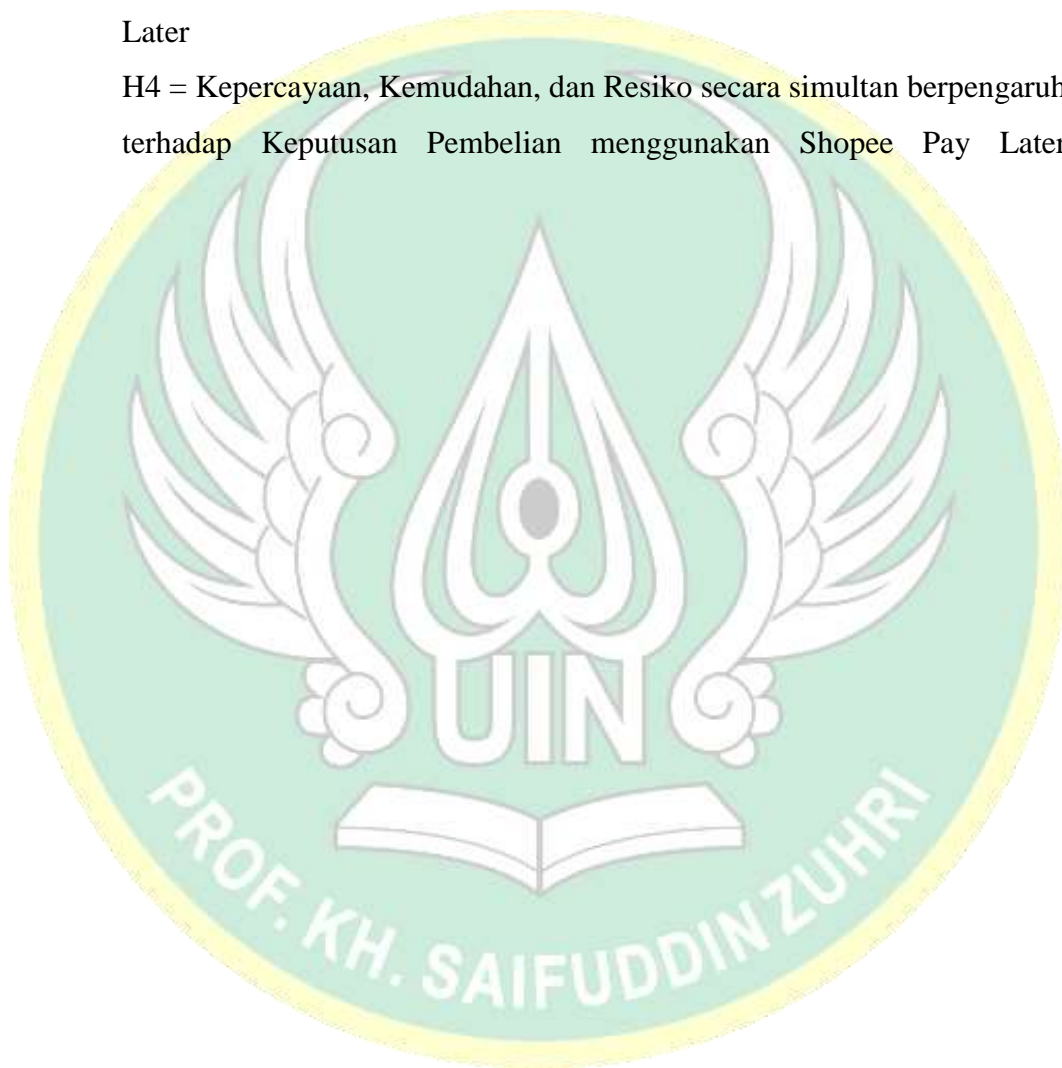 Later
H4 = Kepercayaan, Kemudahan, dan Resiko secara simultan berpengaruh
terhadap Keputusan Pembelian menggunakan Shopee Pay Later
UIN
PROF. KH. SAIFUDDIN ZUHRI